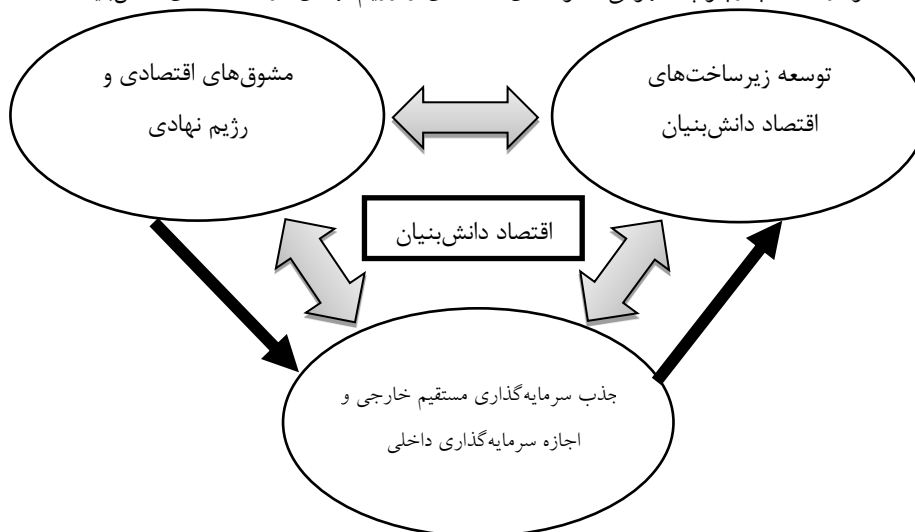 توسعه زیرساخت‌های
اقتصاد دانش‌بنیان
مشوق‌های اقتصادی و
رژیم نهادی
اقتصاد دانش‌بنیان
جذب سرمایه‌گذاری مستقیم خارجی و
اجازه سرمایه‌گذاری داخلی